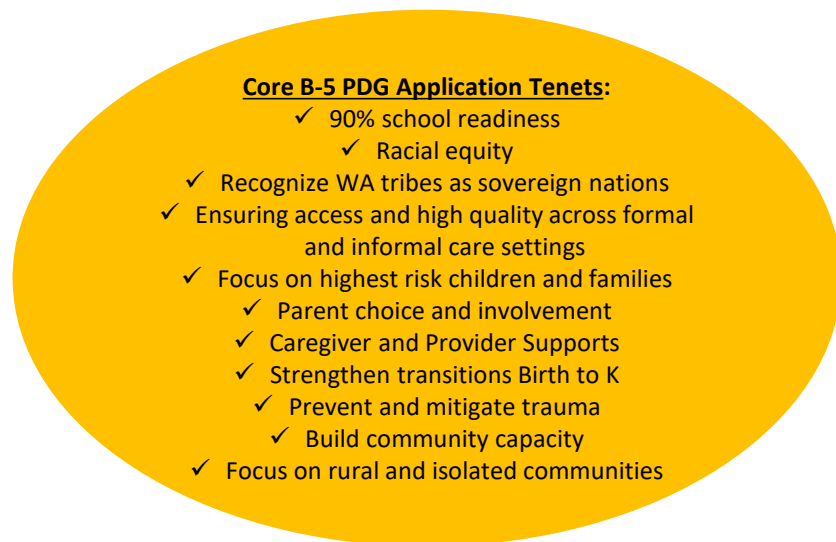 Core B-5 PDG Application Tenets:
✓ 90% school readiness
✓ Racial equity
✓ Recognize WA tribes as sovereign nations
✓ Ensuring access and high quality across formal
and informal care settings
✓ Focus on highest risk children and families
✓ Parent choice and involvement
✓ Caregiver and Provider Supports
✓ Strengthen transitions Birth to K
✓ Prevent and mitigate trauma
✓ Build community capacity
✓ Focus on rural and isolated communities